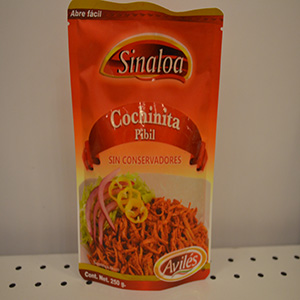 Abre fácil
Sinaloa
Cochinita
Pibil
SIN CONSERVADORES
Avilés
Cont. Net. 250 g.